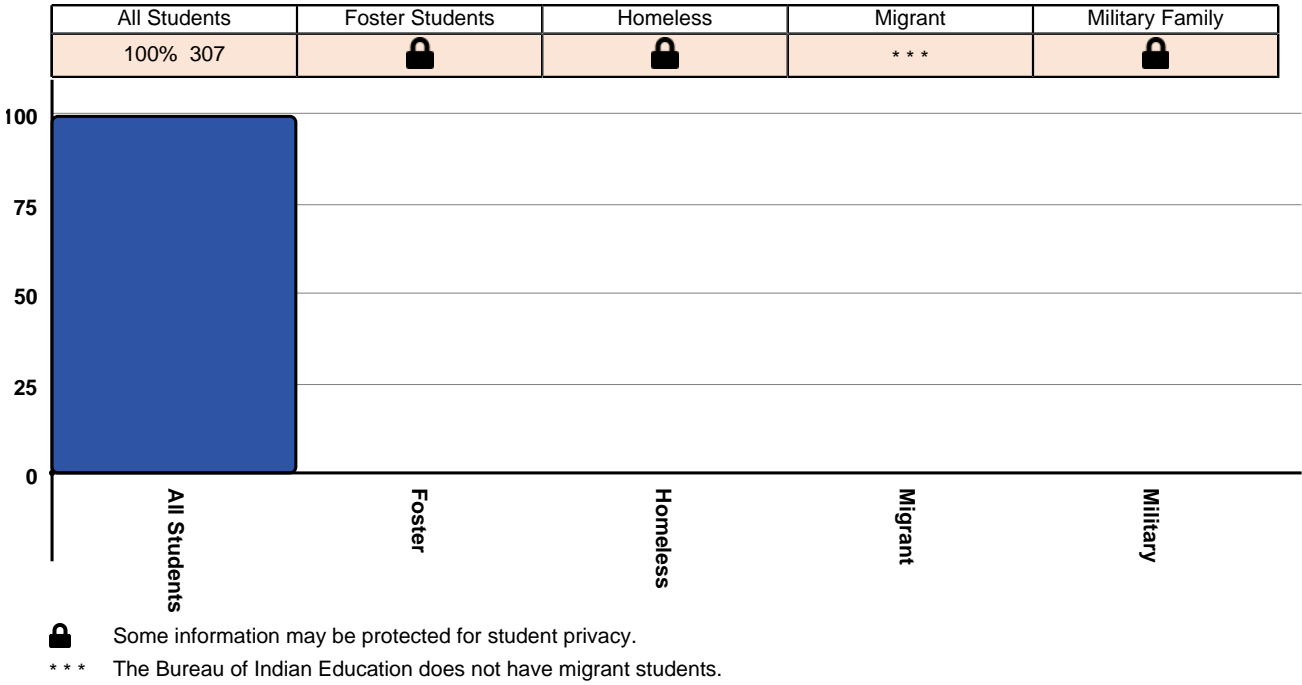 All Students Foster Students Homeless Migrant Military Family
100% 307 * * *
100
75
50
25
0
All Students
Foster
Homeless
Migrant
Military
Some information may be protected for student privacy.
* * * The Bureau of Indian Education does not have migrant students.